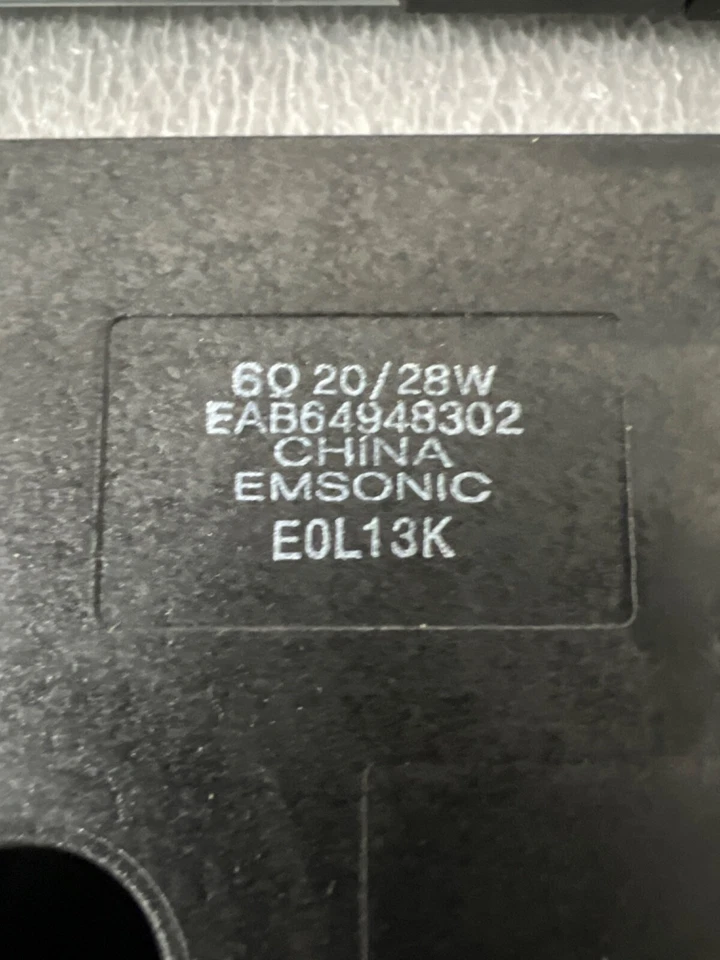 6Ω 20/28W
EAB64948302
CHINA
EMSONIC
E0L13K